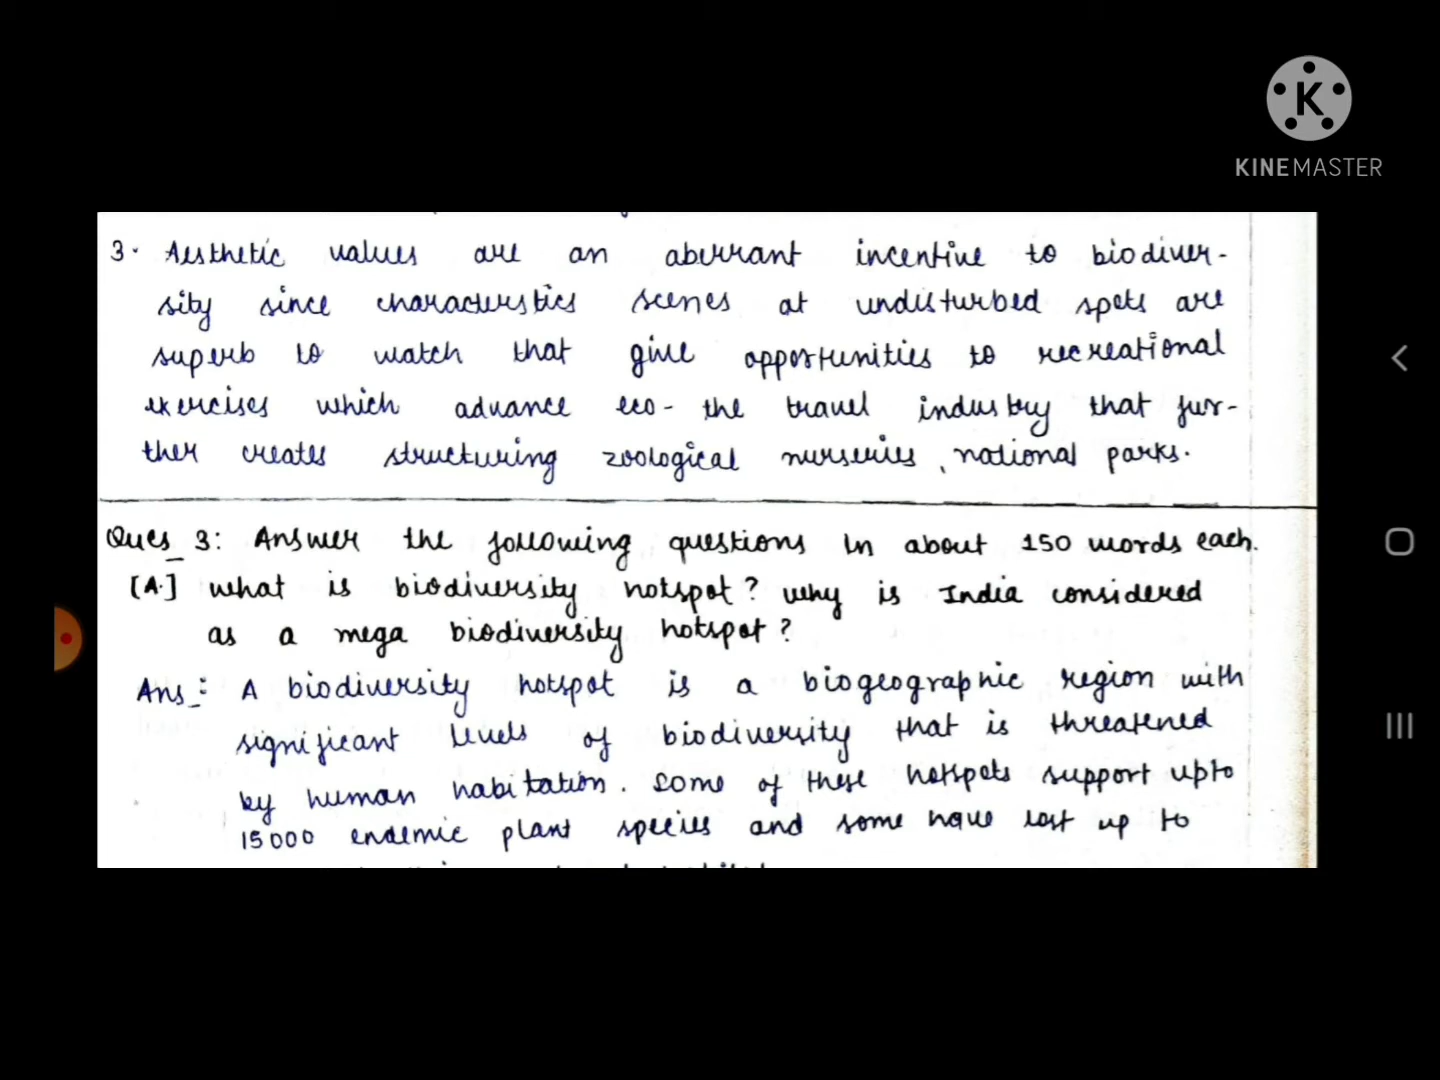 K
KINEMASTER
3. Aesthetic values are an aberrant incentive to biodiver-
sity since characterstics scenes at undisturbed spots are
superb to watch that give opportunities to recreational
exercises which advance eco- the travel industry that fur-
ther creates structuring zoological nurseries, national parks.
Ques_3: Answer the following questions in about 150 words each.
[A.] what is biodiversity hotspot? why is India considered
as a mega biodiversity hotspot?
Ans_: A biodiversity hotspot is a biogeographic region with
significant levels of biodiversity that is threatened
by human habitation. Some of these hotspots support upto
15000 endemic plant species and some have lost up to